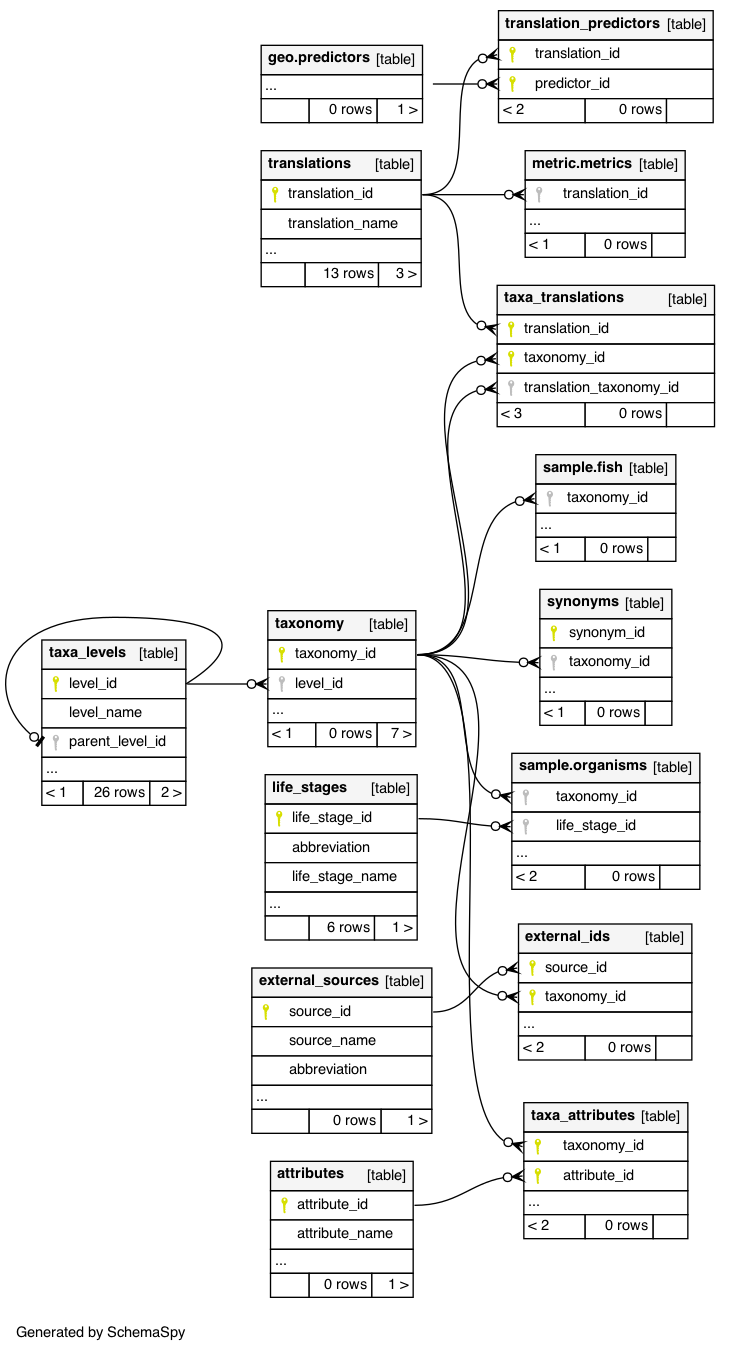 translation_predictors
translation_id
predictor_id
< 2 0 rows
geo.predictors [table]
...
0 rows 1 >
translations [table]
translation_id
translation_name
...
13 rows 3 >
metric.metrics [table]
translation_id
...
< 1 0 rows
taxa_translations [table]
translation_id
taxonomy_id
translation_taxonomy_id
< 3 0 rows
sample.fish [table]
taxonomy_id
...
< 1 0 rows
synonyms [table]
synonym_id
taxonomy_id
...
< 1 0 rows
taxonomy [table]
taxonomy_id
level_id
...
< 1 0 rows 7 >
taxa_levels [table]
level_id
level_name
parent_level_id
...
< 1 26 rows 2 >
sample.organisms [table]
taxonomy_id
life_stage_id
...
< 2 0 rows
life_stages [table]
life_stage_id
abbreviation
life_stage_name
...
6 rows 1 >
external_ids [table]
source_id
taxonomy_id
...
< 2 0 rows
external_sources [table]
source_id
source_name
abbreviation
...
0 rows 1 >
taxa_attributes [table]
taxonomy_id
attribute_id
...
< 2 0 rows
attributes [table]
attribute_id
attribute_name
...
0 rows 1 >
Generated by SchemaSpy